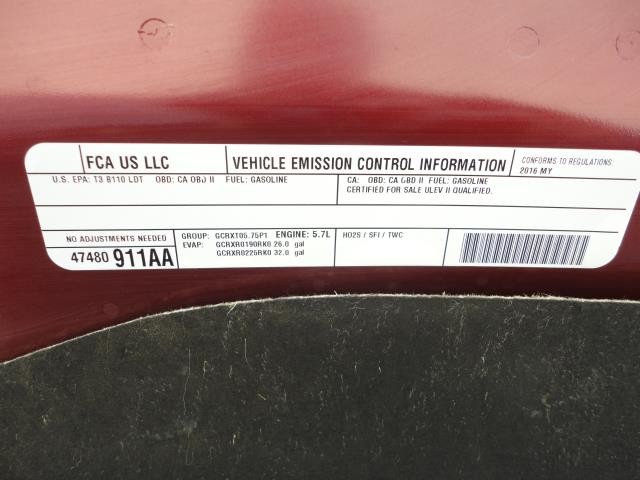 FCA US LLC
VEHICLE EMISSION CONTROL INFORMATION
CONFORMS TO REGULATIONS:
2016 MY
U.S. EPA: T3 B110 LDT OBD: CA OBD II FUEL: GASOLINE
CA: OBD: CA OBD II FUEL: GASOLINE
CERTIFIED FOR SALE ULEV II QUALIFIED.
NO ADJUSTMENTS NEEDED
47480 911AA
GROUP: GCRXT05.75P1 ENGINE: 5.7L
EVAP: GCRXR0190RK0 26.0 gal
GCRXR0225RK0 32.0 gal
HO2S / SFI / TWC